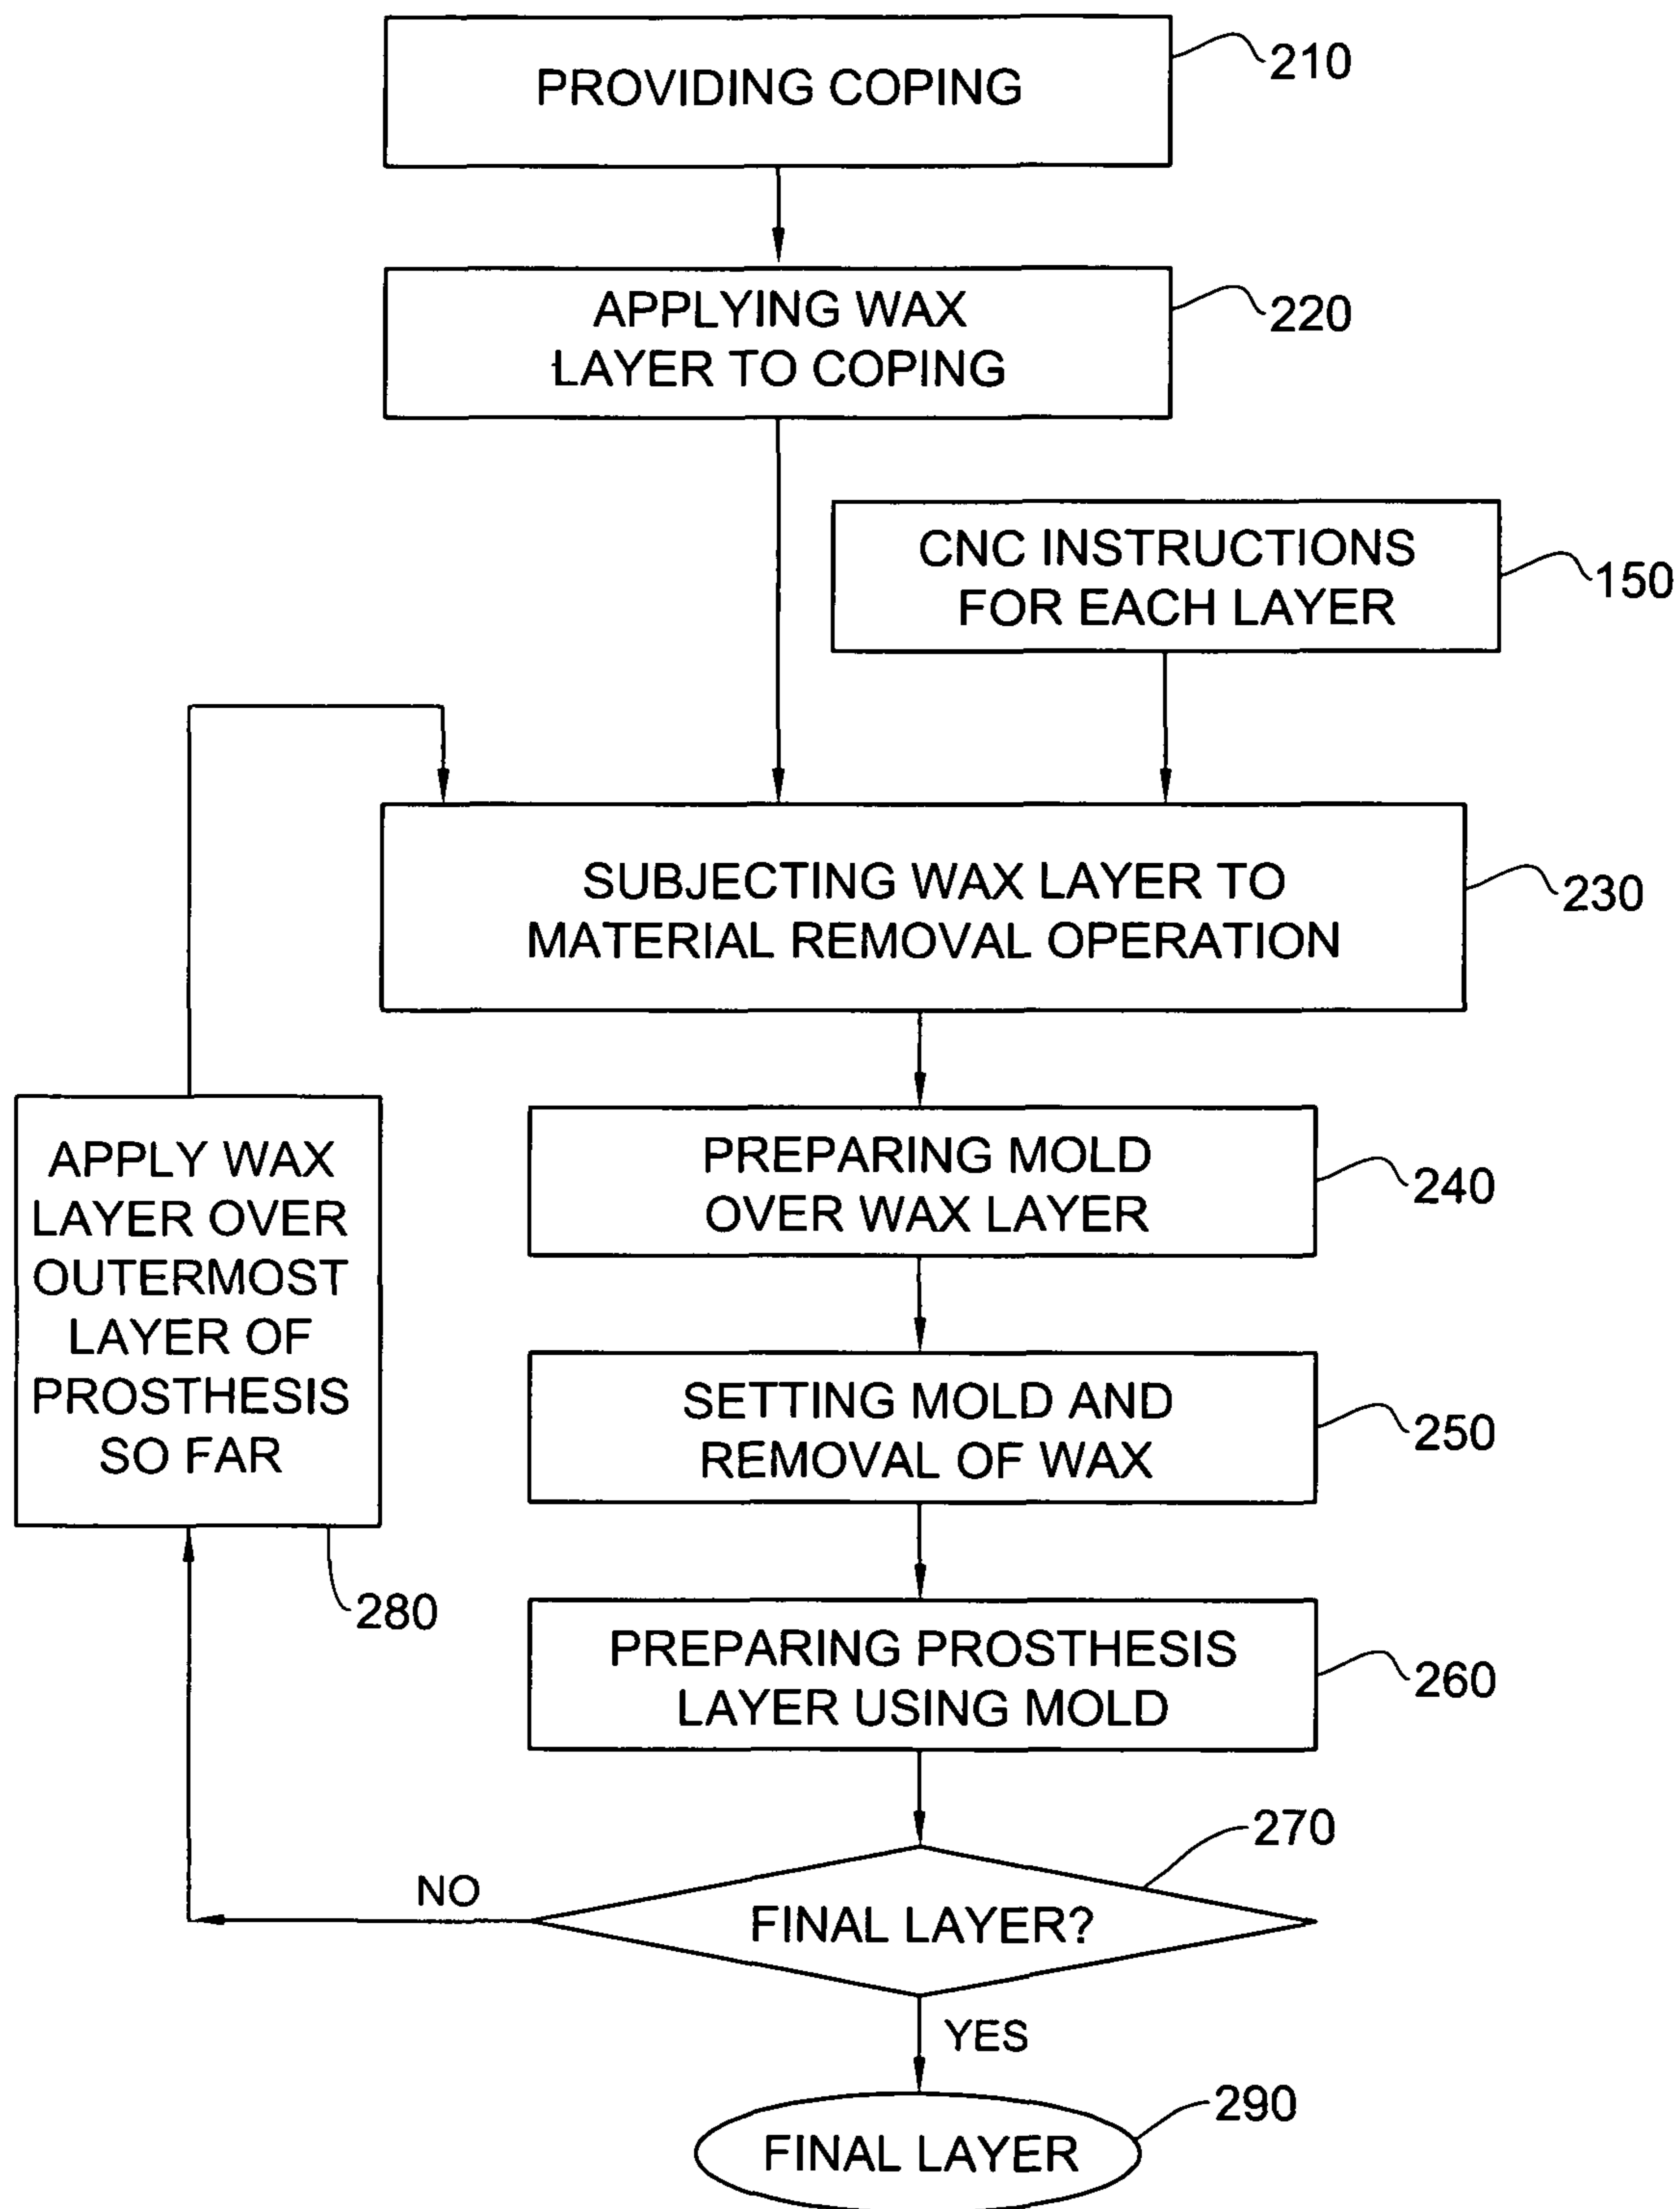 PROVIDING COPING
210
APPLYING WAX
LAYER TO COPING
220
CNC INSTRUCTIONS
FOR EACH LAYER
150
SUBJECTING WAX LAYER TO
MATERIAL REMOVAL OPERATION
230
PREPARING MOLD
OVER WAX LAYER
240
APPLY WAX
LAYER OVER
OUTERMOST
LAYER OF
PROSTHESIS
SO FAR
280
SETTING MOLD AND
REMOVAL OF WAX
250
PREPARING PROSTHESIS
LAYER USING MOLD
260
270
NO
FINAL LAYER?
YES
290
FINAL LAYER